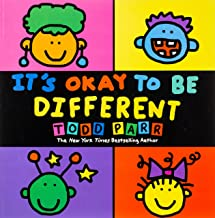 IT'S OKAY TO BE
DIFFERENT
TODD PARR
The New York Times Bestselling Author